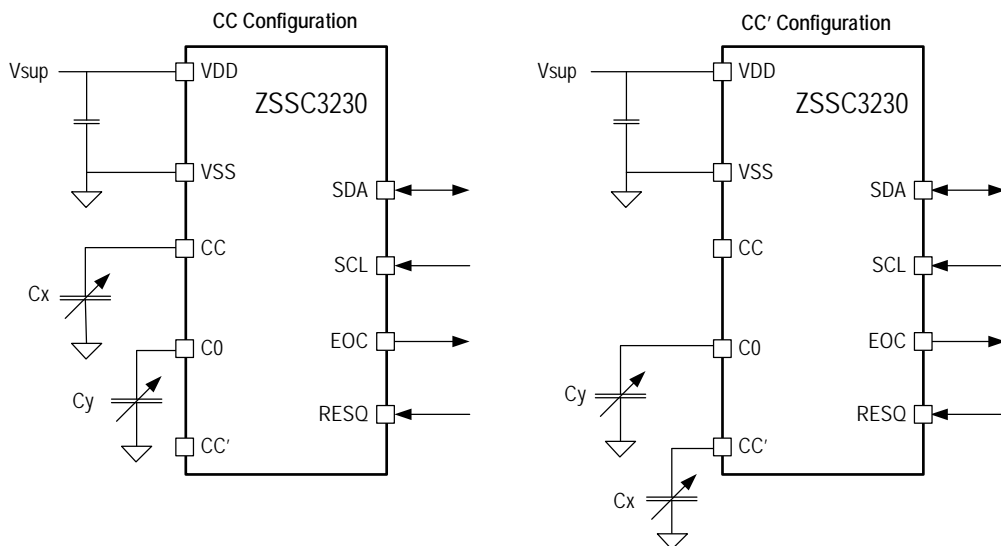 CC Configuration
Vsup
VDD
ZSSC3230
VSS
SDA
CC
SCL
Cx
C0
EOC
Cy
RESQ
CC'
CC' Configuration
Vsup
VDD
ZSSC3230
VSS
SDA
CC
SCL
C0
EOC
Cy
RESQ
CC'
Cx